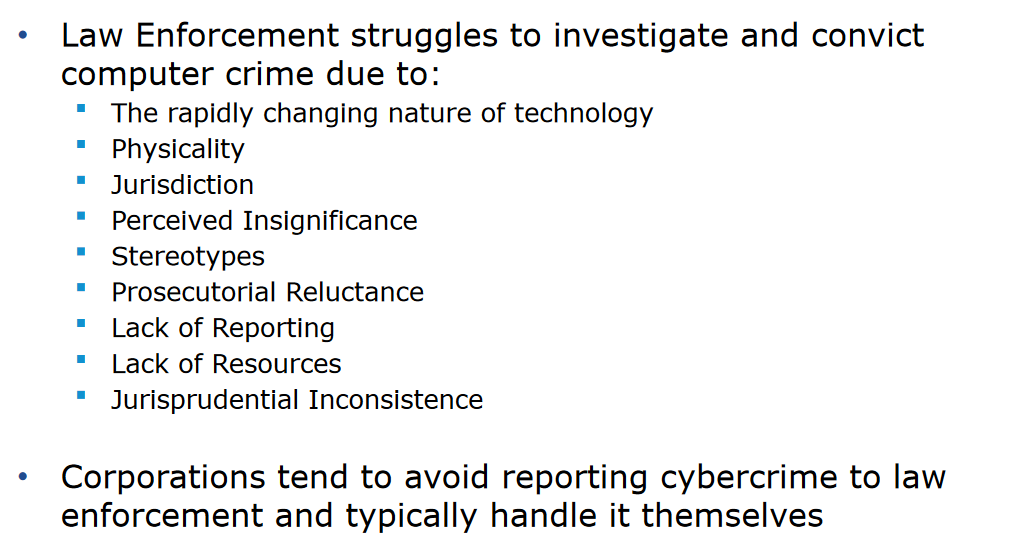 • Law Enforcement struggles to investigate and convict
computer crime due to:
▪ The rapidly changing nature of technology
▪ Physicality
▪ Jurisdiction
▪ Perceived Insignificance
▪ Stereotypes
▪ Prosecutorial Reluctance
▪ Lack of Reporting
▪ Lack of Resources
▪ Jurisprudential Inconsistence
• Corporations tend to avoid reporting cybercrime to law
enforcement and typically handle it themselves